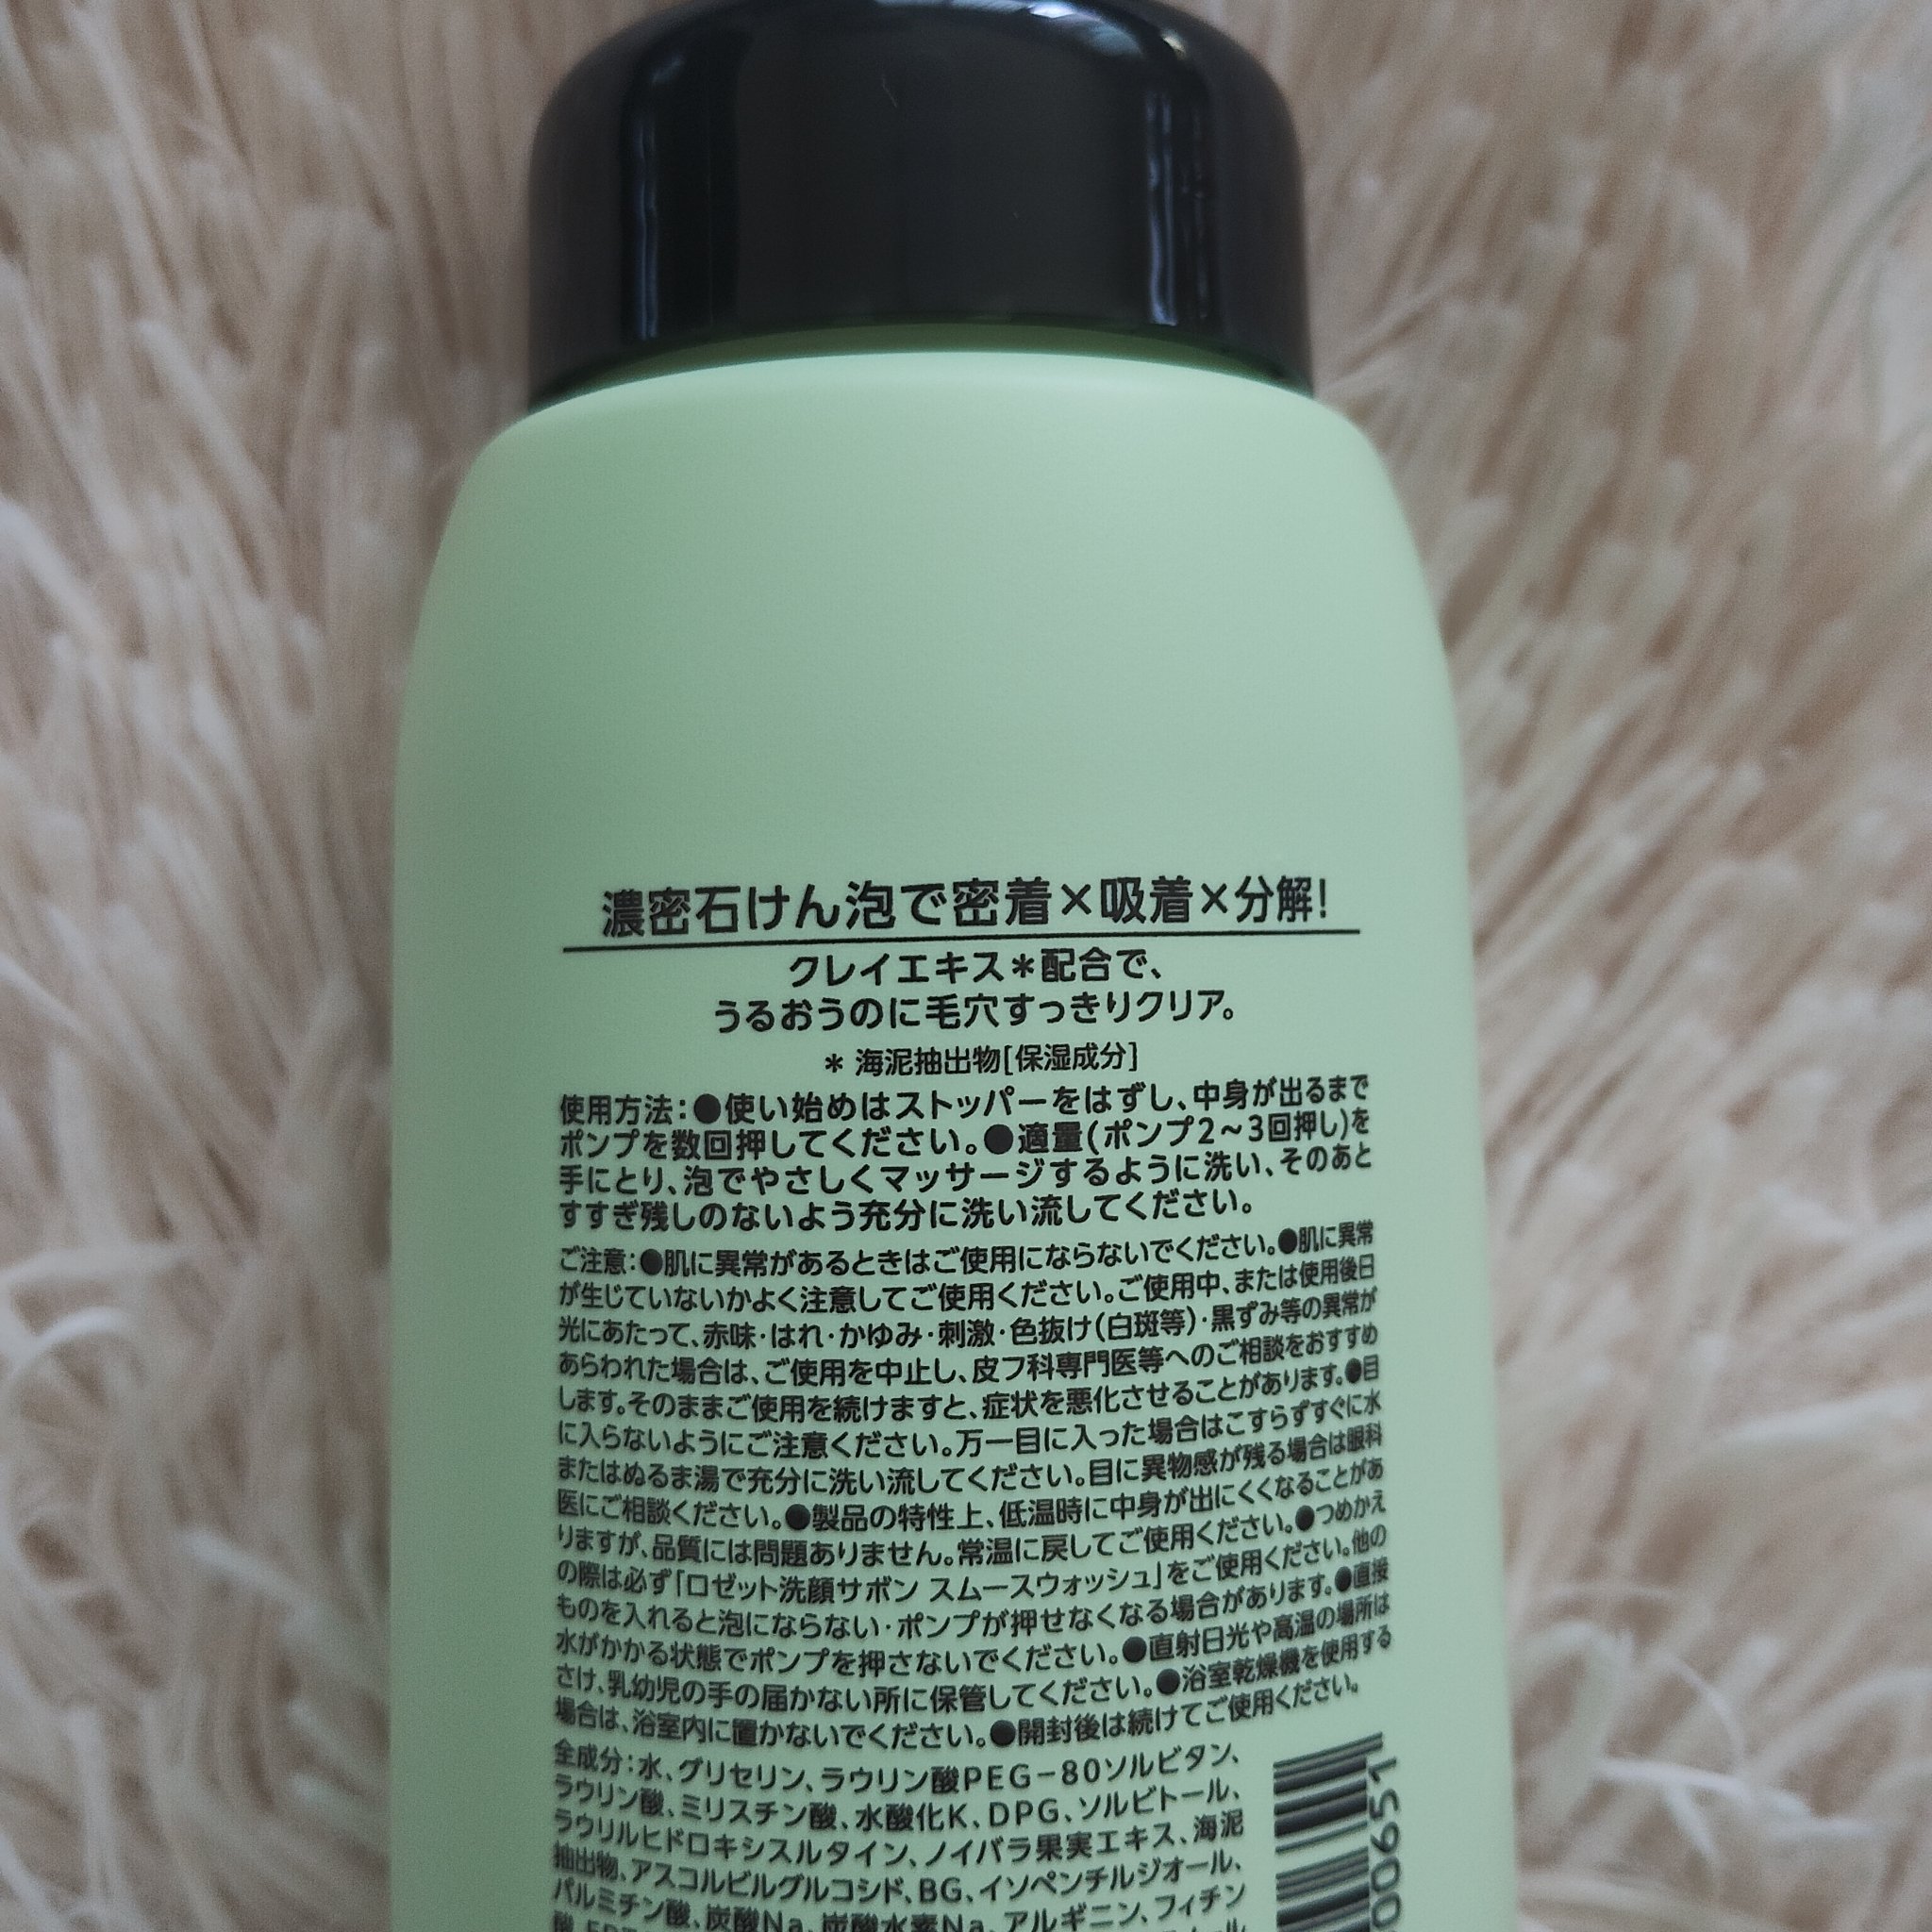 濃密石けん泡で密着×吸着×分解!
クレイエキス＊配合で、
うるおうのに毛穴すっきりクリア。
＊ 海泥抽出物[保湿成分]
使用方法：●使い始めはストッパーをはずし、中身が出るまで
ポンプを数回押してください。●適量(ポンプ2～3回押し)を
手にとり、泡でやさしくマッサージするように洗い、そのあと
すすぎ残しのないよう充分に洗い流してください。
ご注意：●肌に異常があるときはご使用にならないでください。●肌に異常
が生じていないかよく注意してご使用ください。ご使用中、または使用後日
光にあたって、赤味・はれ・かゆみ・刺激・色抜け(白斑等)・黒ずみ等の異常が
あらわれた場合は、ご使用を中止し、皮フ科専門医等へのご相談をおすすめ
します。そのままご使用を続けますと、症状を悪化させることがあります。●目
に入らないようにご注意ください。万一目に入った場合はこすらずすぐに水
またはぬるま湯で充分に洗い流してください。目に異物感が残る場合は眼科
医にご相談ください。●製品の特性上、低温時に中身が出にくくなることがあ
りますが、品質には問題ありません。常温に戻してご使用ください。●つめかえ
の際は必ず「ロゼット洗顔サボン スムースウォッシュ」をご使用ください。他の
ものを入れると泡にならない・ポンプが押せなくなる場合があります。●直接
水がかかる状態でポンプを押さないでください。●直射日光や高温の場所は
さけ、乳幼児の手の届かない所に保管してください。●浴室乾燥機を使用する
場合は、浴室内に置かないでください。●開封後は続けてご使用ください。
全成分：水、グリセリン、ラウリン酸PEG－80ソルビタン、
ラウリン酸、ミリスチン酸、水酸化K、DPG、ソルビトール、
ラウリルヒドロキシスルタイン、ノイバラ果実エキス、海泥
抽出物、アスコルビルグルコシド、BG、イソペンチルジオール、
パルミチン酸、炭酸Na、炭酸水素Na、アルギニン、フィチン
00651